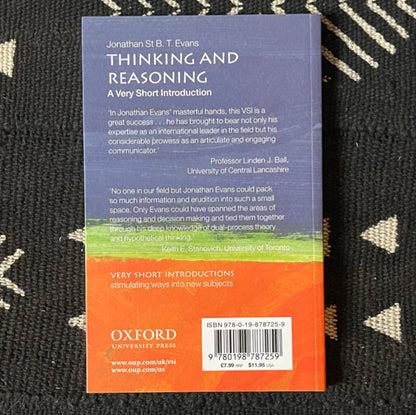 Jonathan St B. T. Evans
THINKING AND
REASONING
A Very Short Introduction
'In Jonathan Evans' masterful hands, this VSI is a
great success . . . he has brought to bear not only his
expertise as an international leader in the field but his
considerable prowess as an articulate and engaging
communicator.'
Professor Linden J. Ball,
University of Central Lancashire
'No one in our field but Jonathan Evans could pack
so much information and erudition into such a small
space. Only Evans could have spanned the areas of
reasoning and decision making and tied them together
through his deep knowledge of dual-process theory
and hypothetical thinking.'
Keith E. Stanovich, University of Toronto
VERY SHORT INTRODUCTIONS
stimulating ways into new subjects
OXFORD
UNIVERSITY PRESS
www.oup.com/uk/vsi
www.oup.com/us
ISBN 978-0-19-878725-9
9 780198 787259
£7.99 RRP $11.95 USA